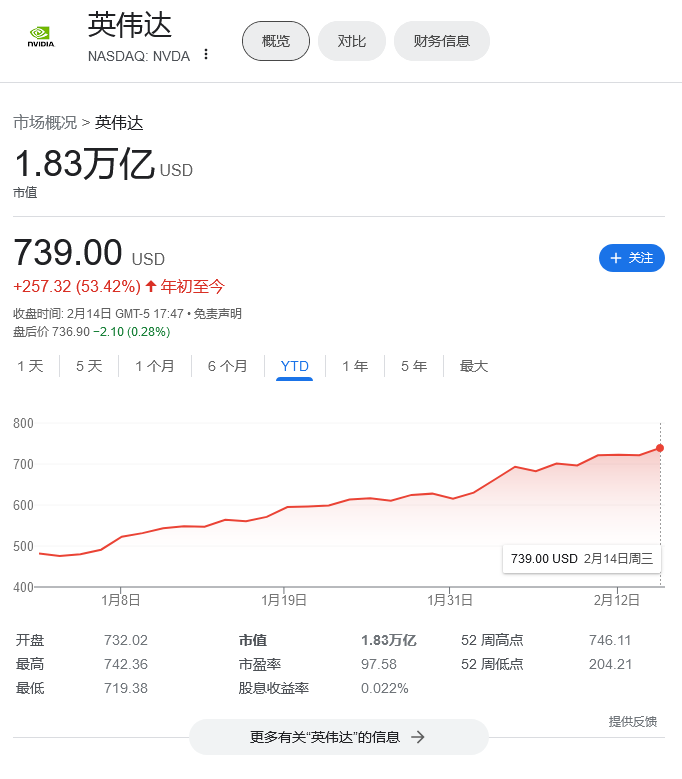 英伟达
NVIDIA
NASDAQ: NVDA
概览
对比
财务信息
市场概况 > 英伟达
1.83万亿 USD
市值
739.00 USD
+257.32 (53.42%) 年初至今
关注
收盘时间: 2月14日 GMT-5 17:47 • 免责声明
盘后价 736.90 −2.10 (0.28%)
1 天
5 天
1 个月
6 个月
YTD
1 年
5 年
最大
800
700
600
500
400
739.00 USD 2月14日周三
1月8日
1月19日
1月31日
2月12日
开盘 732.02 市值 1.83万亿 52 周高点 746.11
最高 742.36 市盈率 97.58 52 周低点 204.21
最低 719.38 股息收益率 0.022%
提供反馈
更多有关“英伟达”的信息